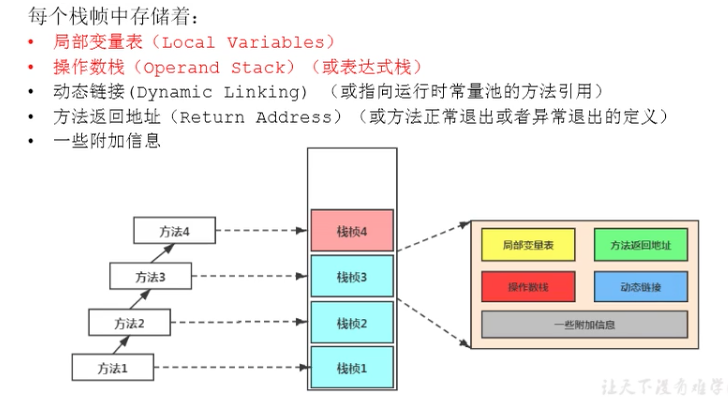 每个栈帧中存储着：
• 局部变量表（Local Variables）
• 操作数栈（Operand Stack）（或表达式栈）
• 动态链接(Dynamic Linking) （或指向运行时常量池的方法引用）
• 方法返回地址（Return Address）（或方法正常退出或者异常退出的定义）
• 一些附加信息
方法4
栈桢4
方法3
栈桢3
方法2
栈桢2
方法1
栈桢1
局部变量表
方法返回地址
操作数栈
动态链接
一些附加信息
让天下没有难学